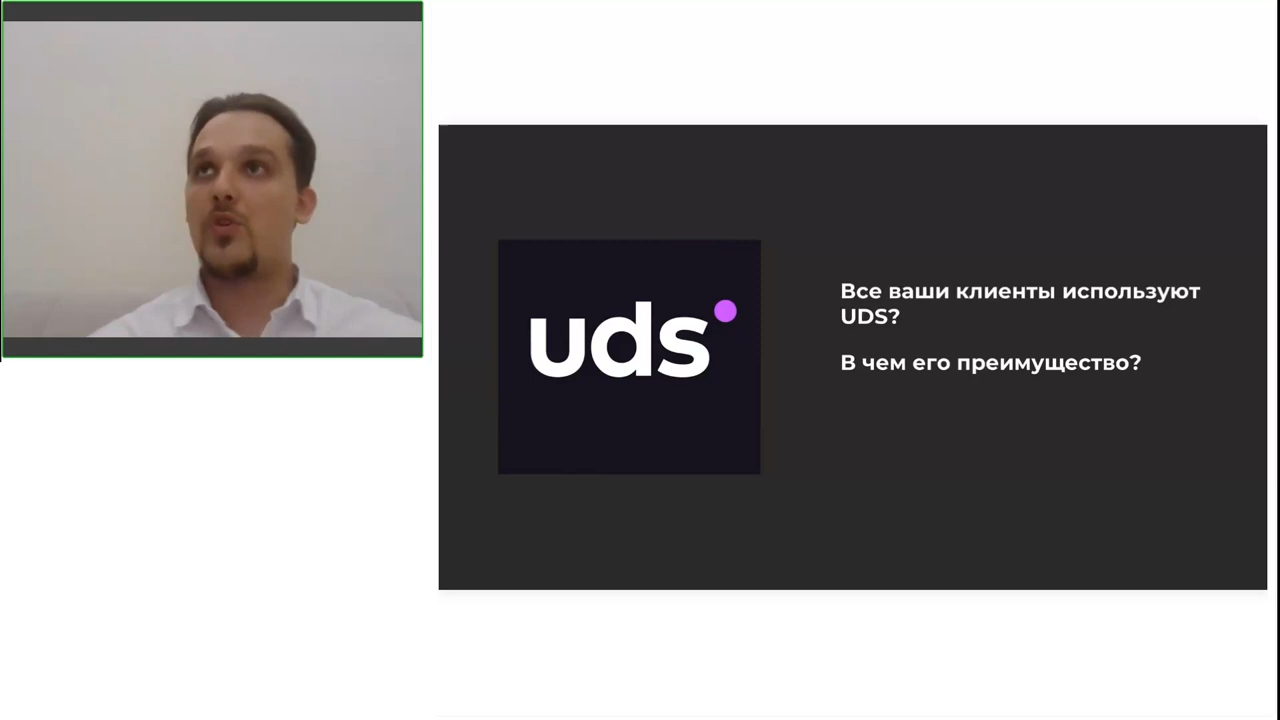 uds
Все ваши клиенты используют
UDS?
В чем его преимущество?